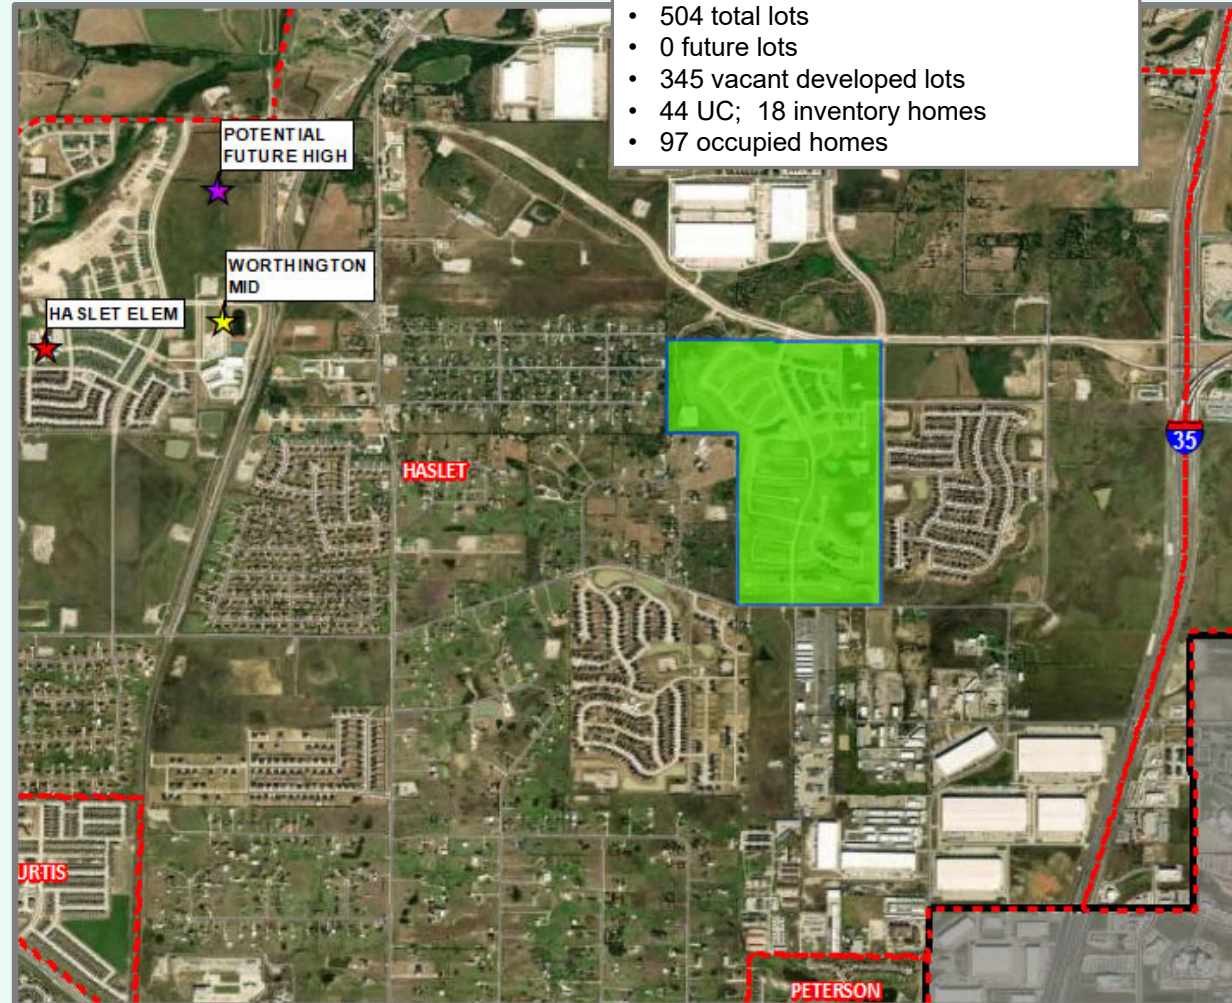 • 504 total lots
• 0 future lots
• 345 vacant developed lots
• 44 UC; 18 inventory homes
• 97 occupied homes
POTENTIAL
FUTURE HIGH
WORTHINGTON
MID
HASLET ELEM
35
HASLET
URTIS
PETERSON